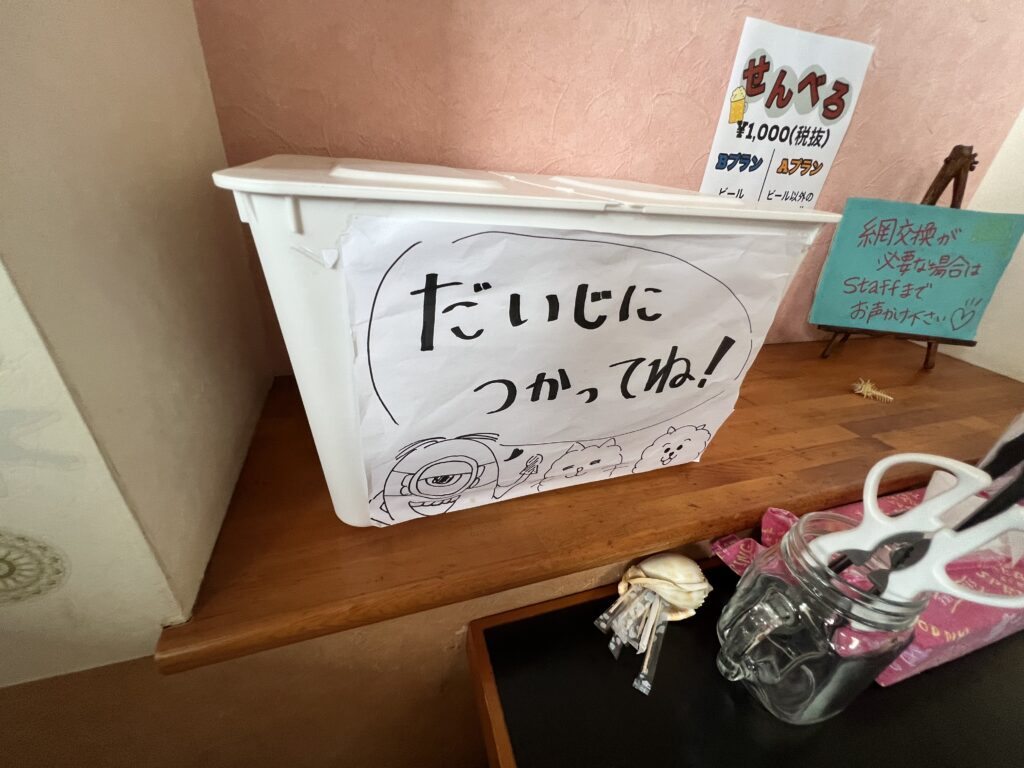 だいじに
つかってね!
せんべろ
¥1,000(税抜)
Bプラン
Aプラン
ビール
ビール以外の
網交換が
必要な場合は
Staffまで
お声かけ下さい♡